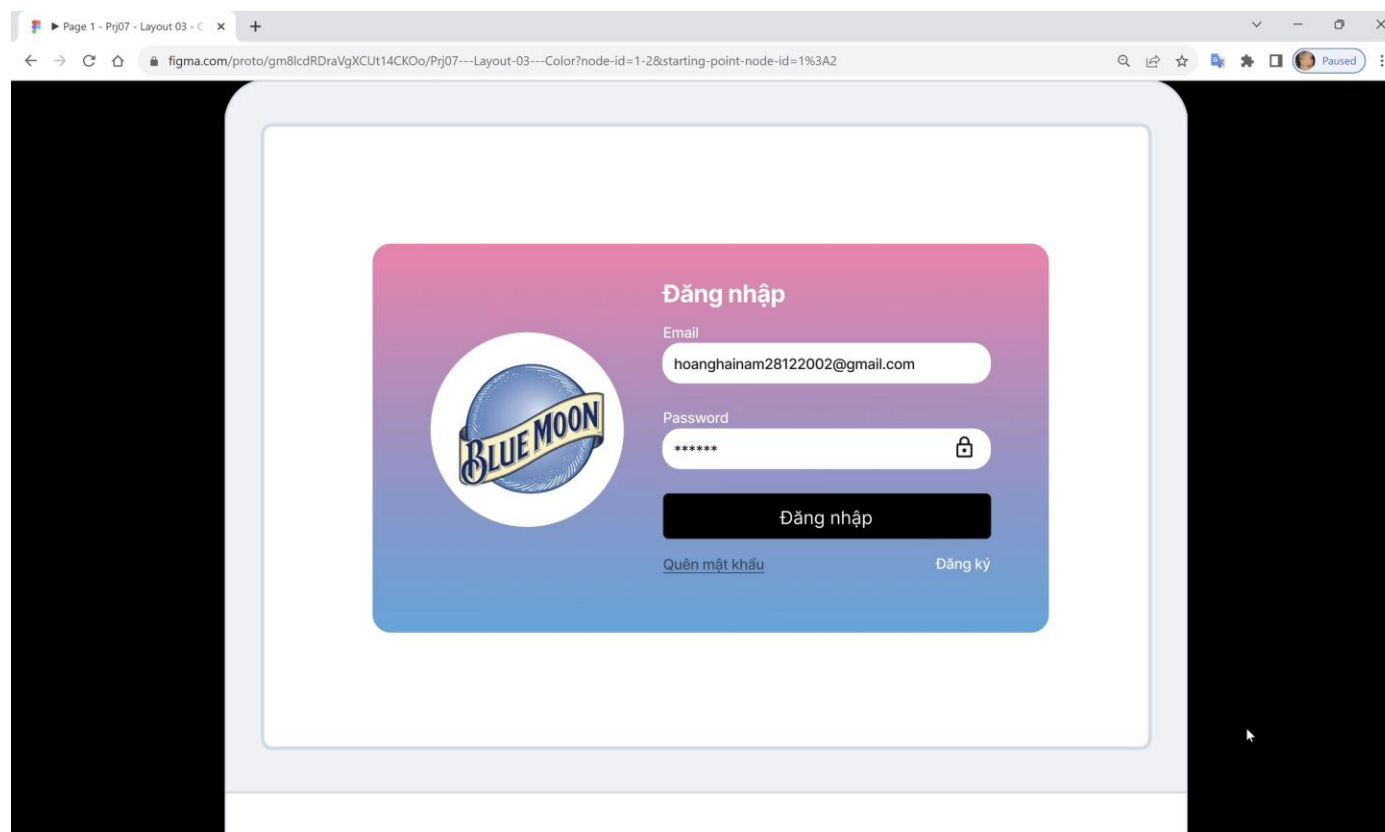 ▶ Page 1 - Prj07 - Layout 03 - C
figma.com/proto/gm8lcdRDraVgXCUt14CKOo/Prj07---Layout-03---Color?node-id=1-2&starting-point-node-id=1%3A2
Paused
Đăng nhập
Email
hoanghainam28122002@gmail.com
Password
******
Đăng nhập
Quên mật khẩu
Đăng ký
BLUE MOON